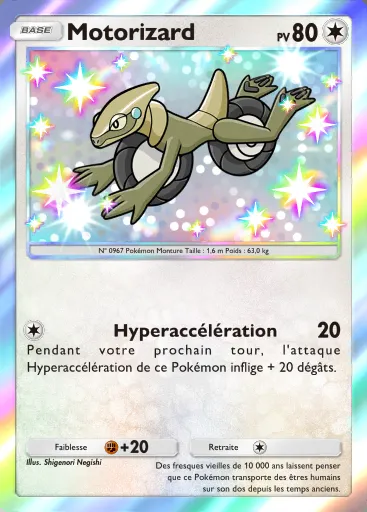 BASE Motorizard PV 80
N° 0967 Pokémon Monture Taille : 1,6 m Poids : 63,0 kg
Hyperaccélération 20
Pendant votre prochain tour, l'attaque
Hyperaccélération de ce Pokémon inflige + 20 dégâts.
Faiblesse +20 Retraite
Illus. Shigenori Negishi
Des fresques vieilles de 10 000 ans laissent penser
que ce Pokémon transporte des êtres humains
sur son dos depuis les temps anciens.